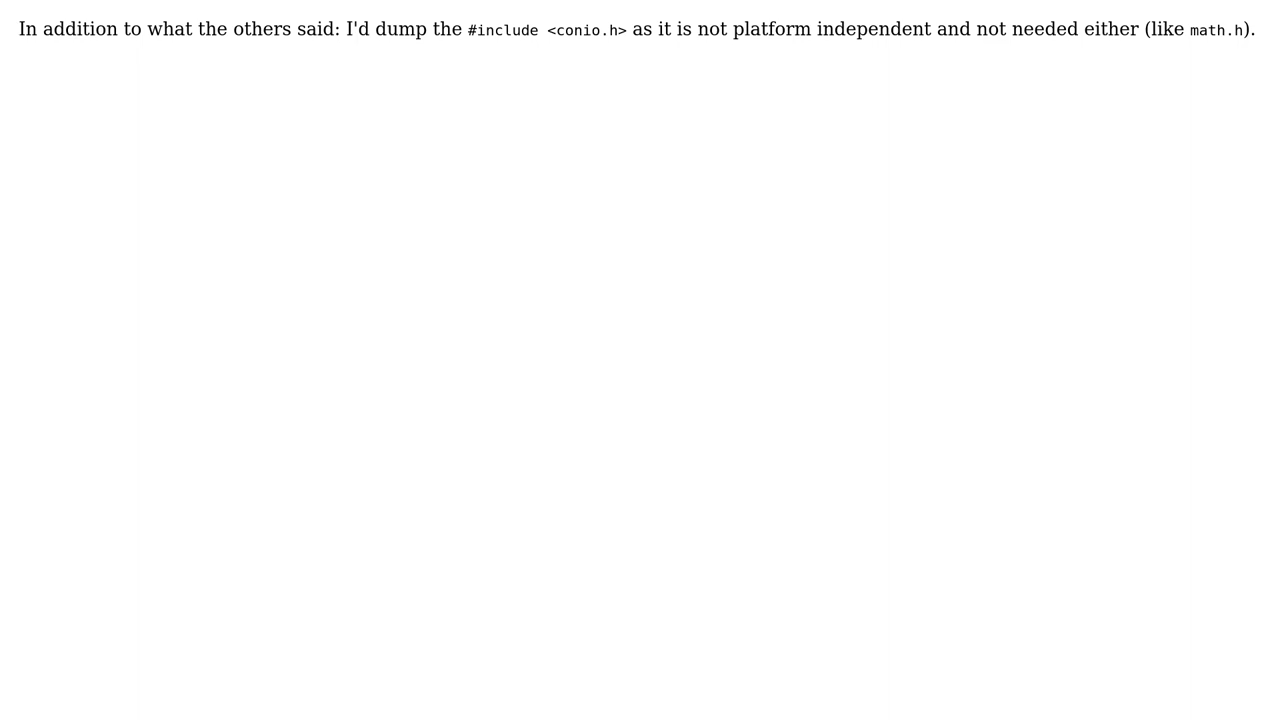 In addition to what the others said: I'd dump the #include <conio.h> as it is not platform independent and not needed either (like math.h).